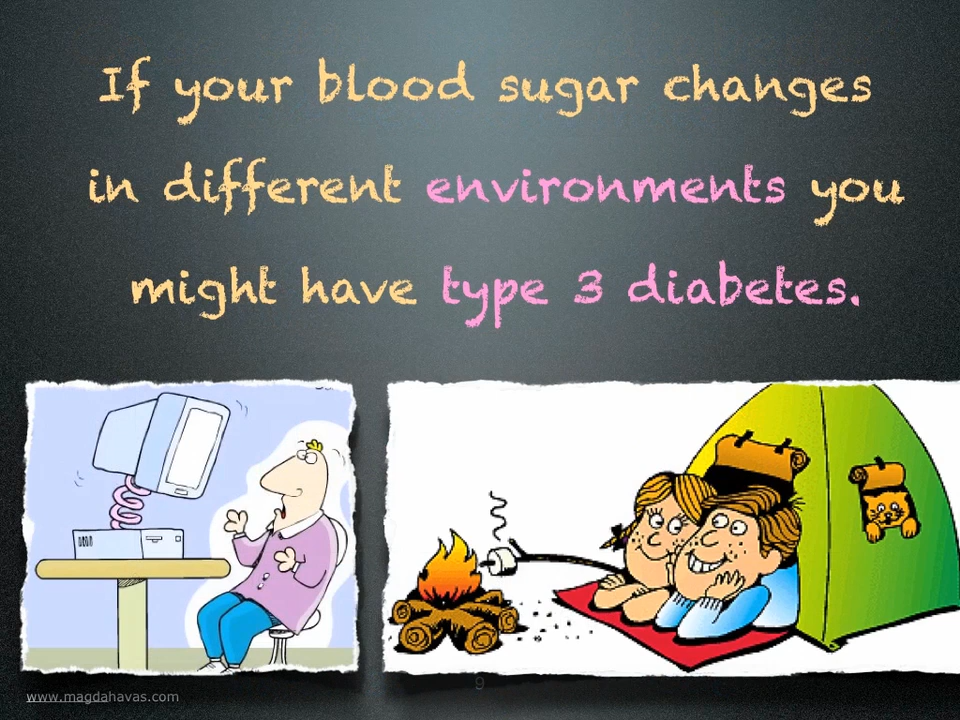 If your blood sugar changes
in different environments you
might have type 3 diabetes.
9
www.magdahavas.com